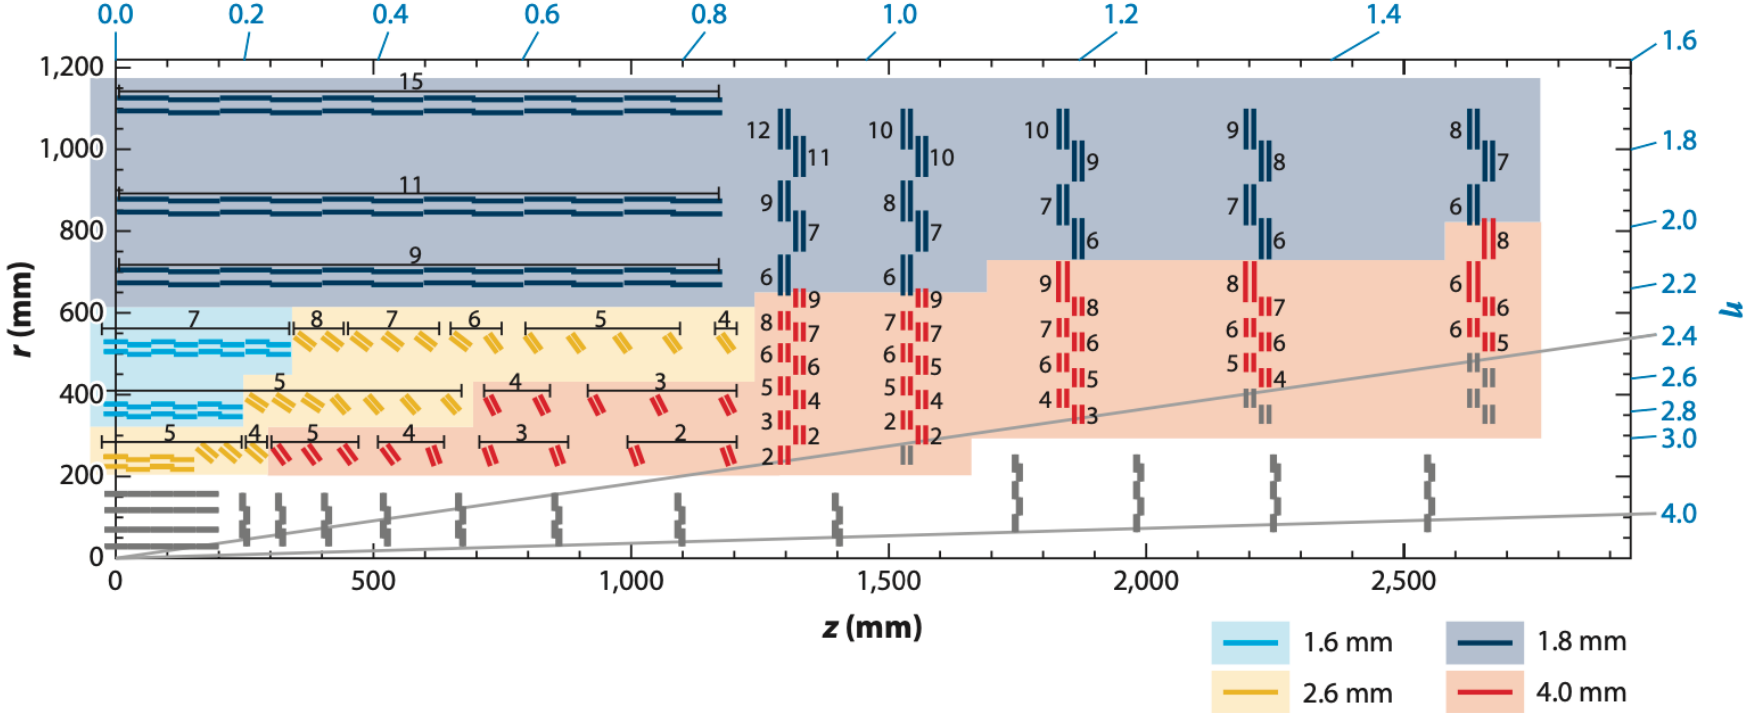 0.0 0.2 0.4 0.6 0.8 1.0 1.2 1.4
1.6
1,200
15
12 10 10 9 8
1,000
11 10 9 8 7
1.8
11
9 8 7 7 6
800
7 7 6 6 8
2.0
9
6 6 9 8 6
2.2
600
7 8 7 6 5 4
9 9 8 7 6
8 7 7 6 6
7 7 6 6 5
2.4
6 6 6 5
6 5 5 4
2.6
400
5 4 3
5 5 4
4 4 3
2.8
3 2
5 4 5 4 3 2
2 2
3.0
2
200
4.0
0
0 500 1,000 1,500 2,000 2,500
r (mm)
η
z (mm)
1.6 mm 1.8 mm
2.6 mm 4.0 mm